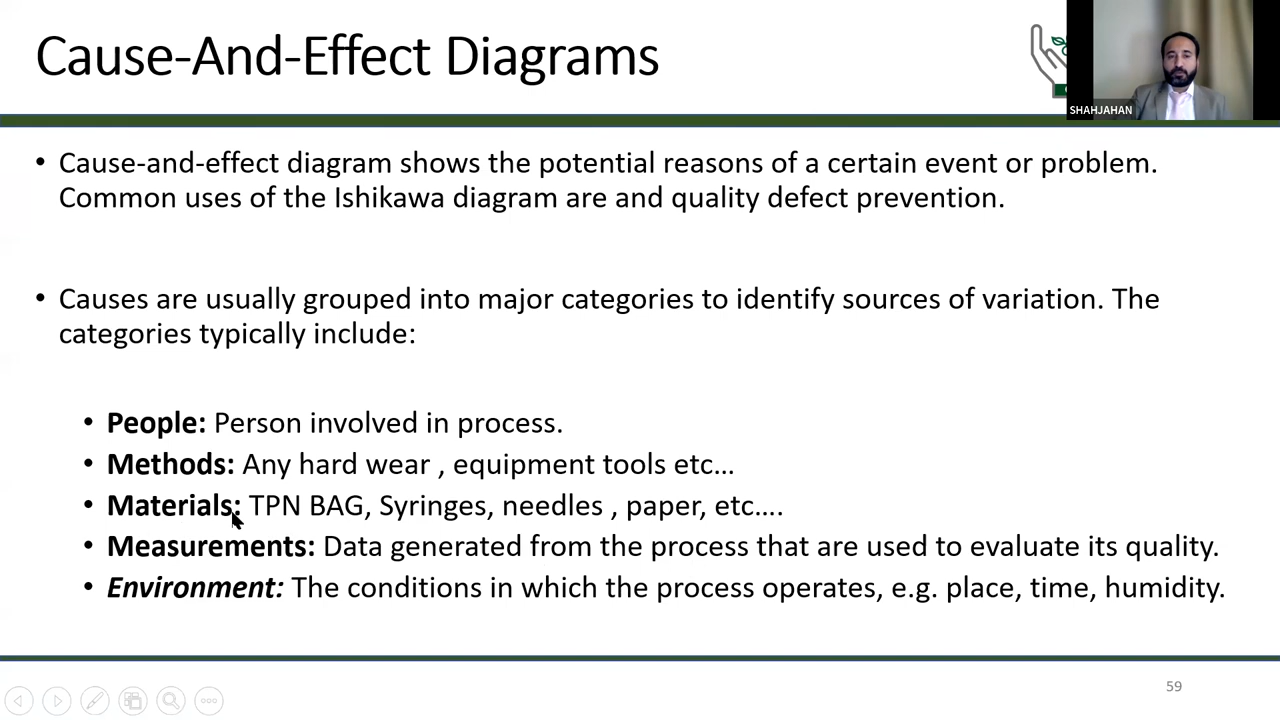 Cause-And-Effect Diagrams
SHAHJAHAN
• Cause-and-effect diagram shows the potential reasons of a certain event or problem.
Common uses of the Ishikawa diagram are and quality defect prevention.
• Causes are usually grouped into major categories to identify sources of variation. The
categories typically include:
• People: Person involved in process.
• Methods: Any hard wear , equipment tools etc…
• Materials: TPN BAG, Syringes, needles , paper, etc….
• Measurements: Data generated from the process that are used to evaluate its quality.
• Environment: The conditions in which the process operates, e.g. place, time, humidity.
59